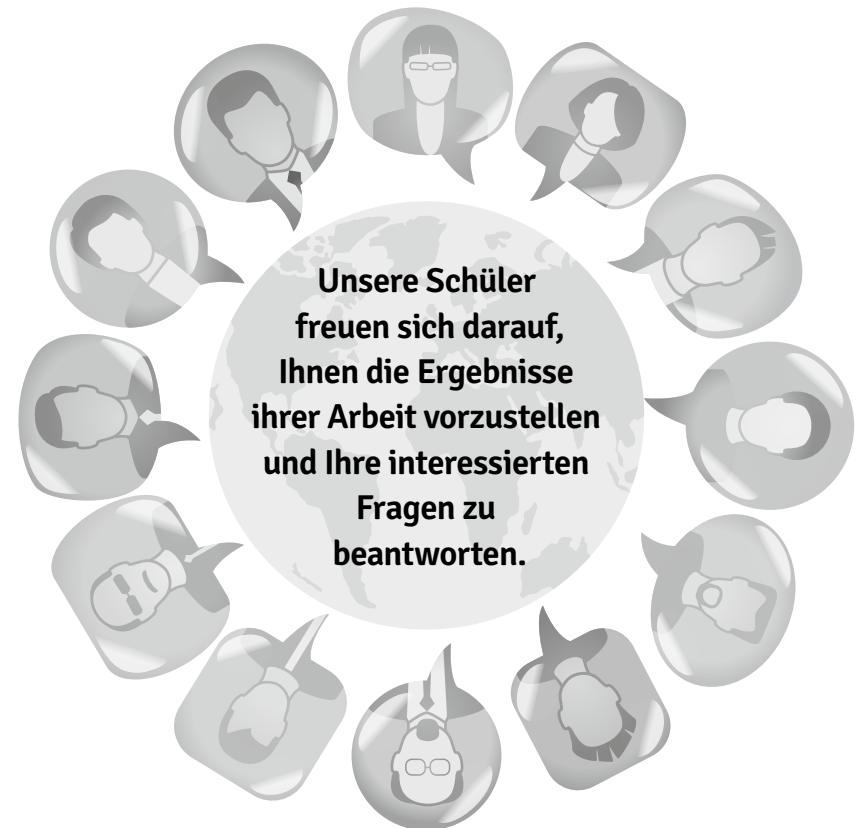 Unsere Schüler
freuen sich darauf,
Ihnen die Ergebnisse
ihrer Arbeit vorzustellen
und Ihre interessierten
Fragen zu
beantworten.